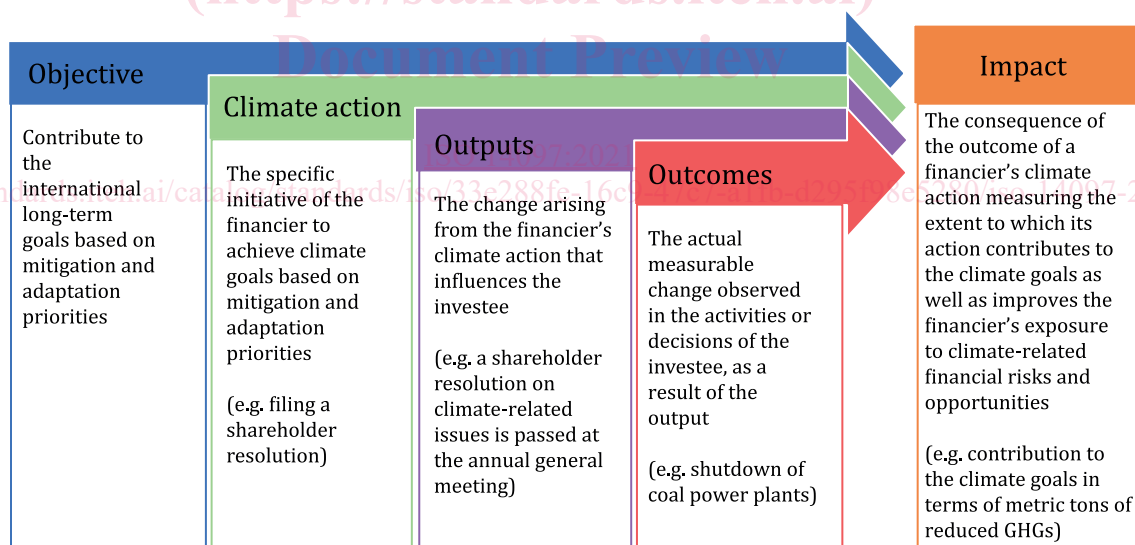 (https://standards.iteh.ai)
Document Preview
Objective
Contribute to
the
international
long-term
goals based on
mitigation and
adaptation
priorities
Climate action
The specific
initiative of the
financier to
achieve climate
goals based on
mitigation and
adaptation
priorities
(e.g. filing a
shareholder
resolution)
Outputs
The change arising
from the financier’s
climate action that
influences the
investee
(e.g. a shareholder
resolution on
climate-related
issues is passed at
the annual general
meeting)
Outcomes
The actual
measurable
change observed
in the activities or
decisions of the
investee, as a
result of the
output
(e.g. shutdown of
coal power plants)
Impact
The consequence of
the outcome of a
financier’s climate
action measuring the
extent to which its
action contributes to
the climate goals as
well as improves the
financier’s exposure
to climate-related
financial risks and
opportunities
(e.g. contribution to
the climate goals in
terms of metric tons of
reduced GHGs)